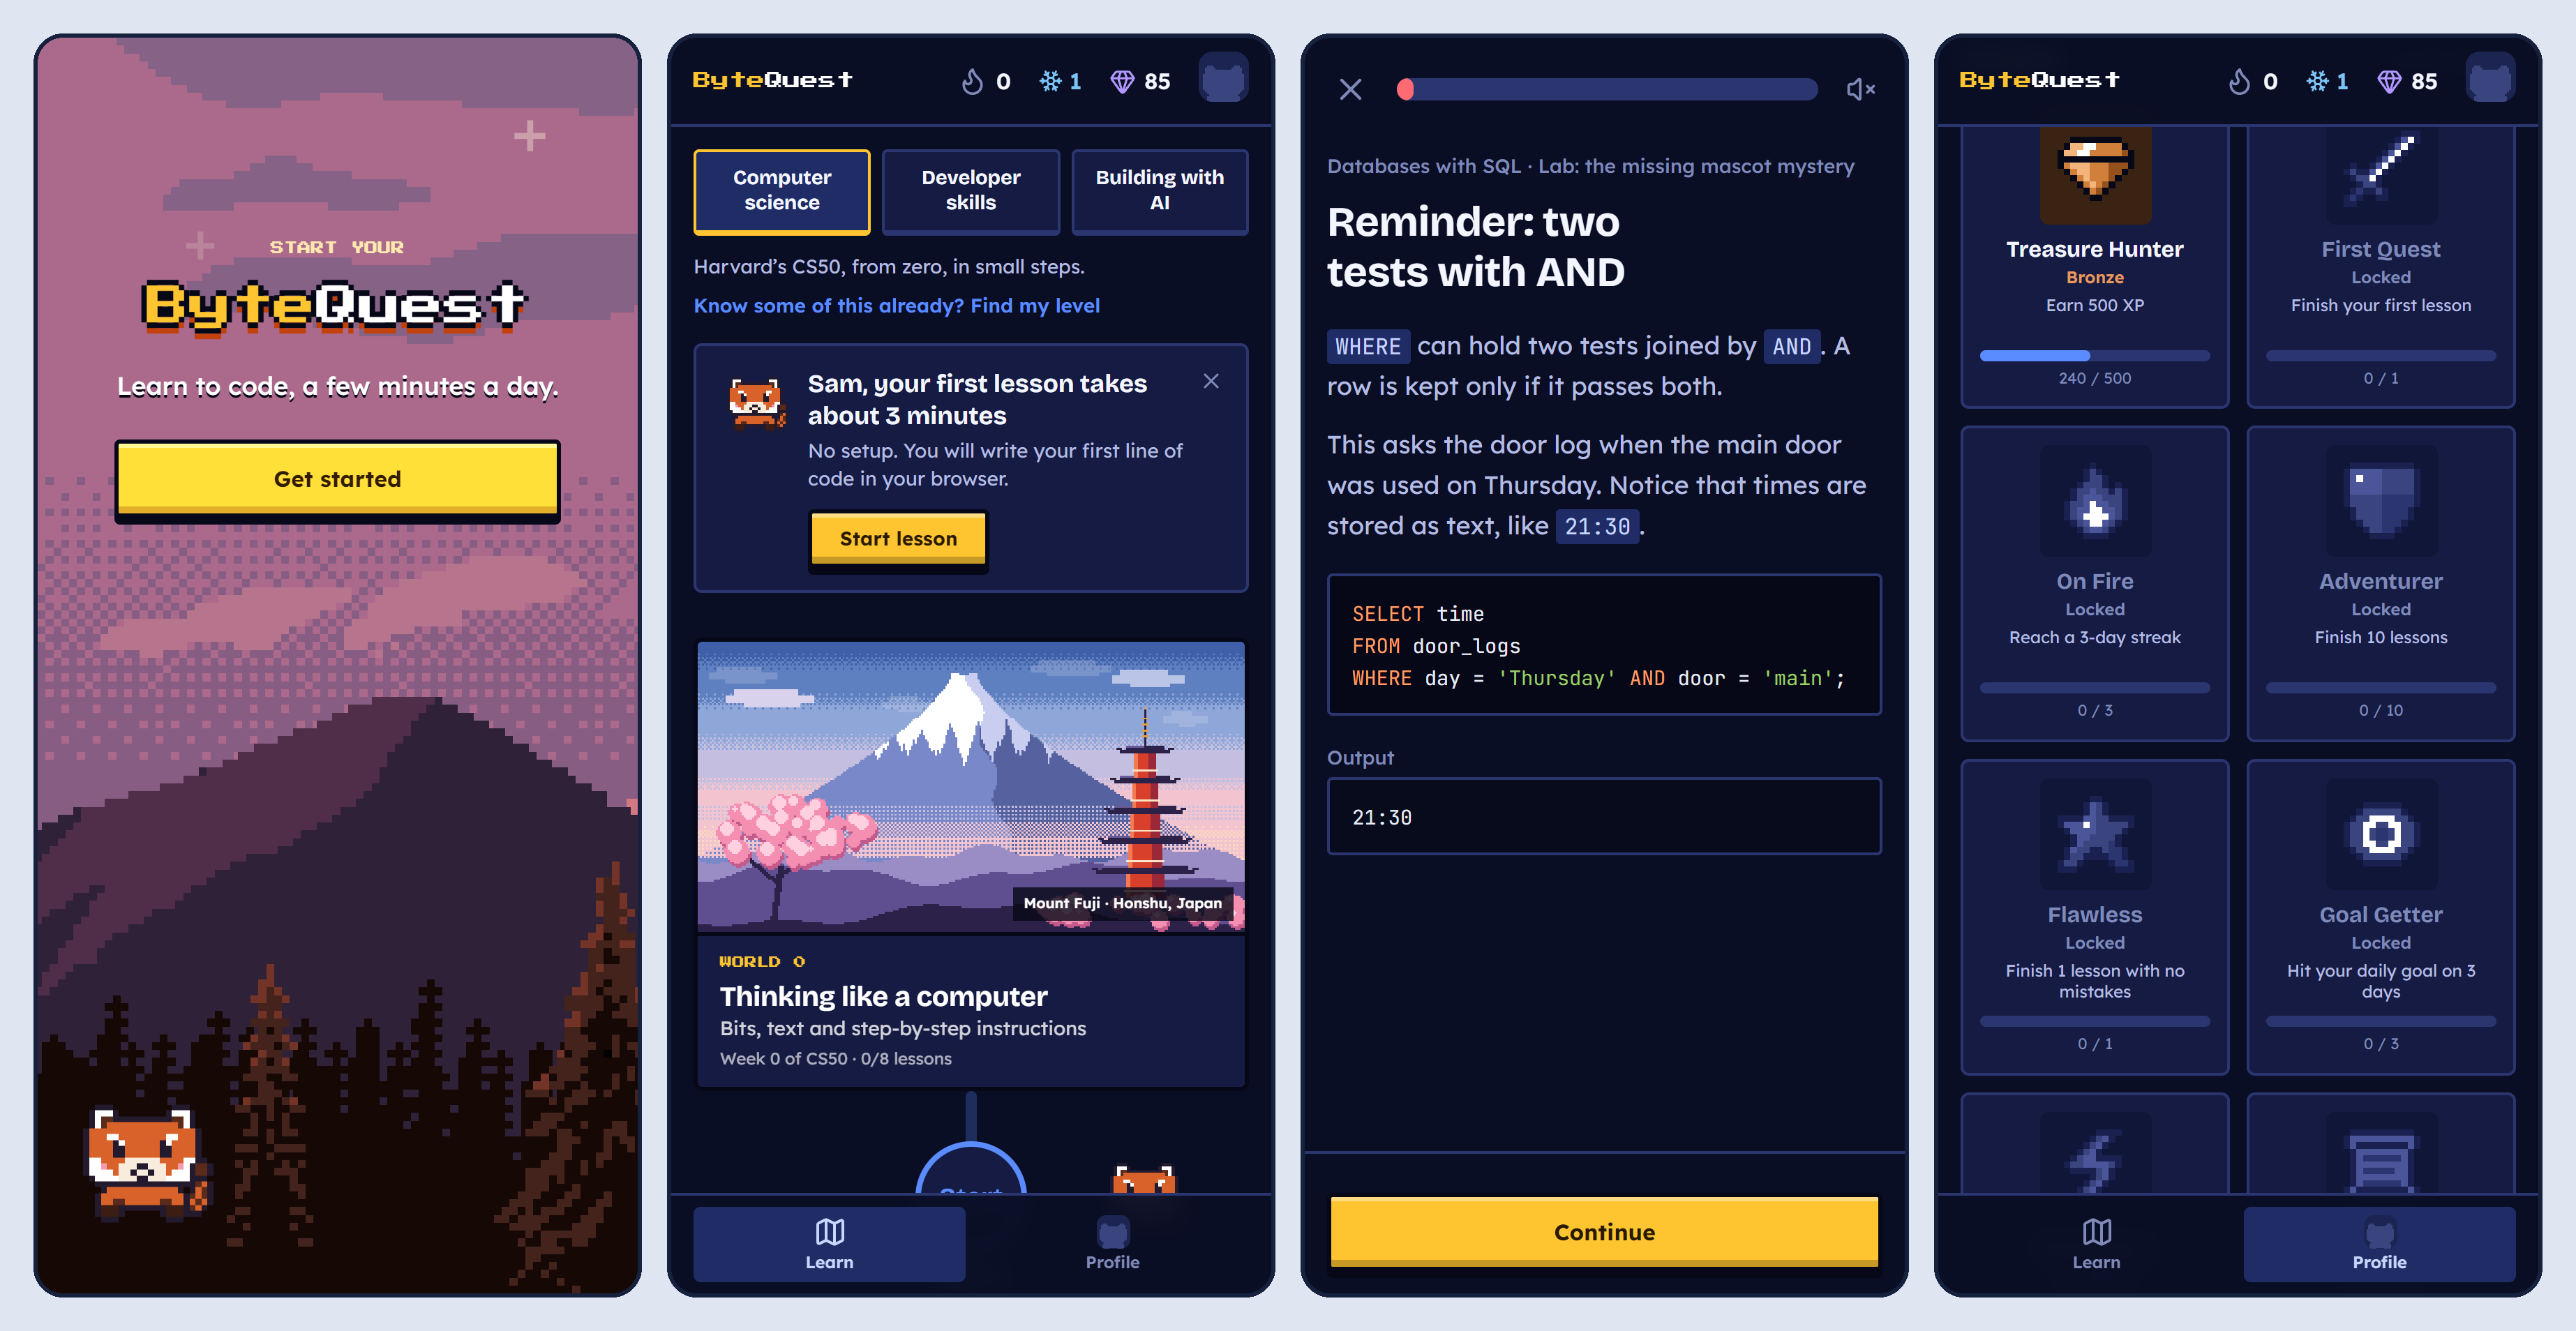 START YOUR
ByteQuest
Learn to code, a few minutes a day.
Get started
ByteQuest
0
1
85
Computer
science
Developer
skills
Building with
AI
Harvard’s CS50, from zero, in small steps.
Know some of this already? Find my level
Sam, your first lesson takes
about 3 minutes
No setup. You will write your first line of
code in your browser.
Start lesson
Mount Fuji · Honshu, Japan
WORLD 0
Thinking like a computer
Bits, text and step-by-step instructions
Week 0 of CS50 · 0/8 lessons
Start
Learn
Profile
Databases with SQL · Lab: the missing mascot mystery
Reminder: two
tests with AND
WHERE can hold two tests joined by AND. A
row is kept only if it passes both.
This asks the door log when the main door
was used on Thursday. Notice that times are
stored as text, like 21:30.
SELECT time
FROM door_logs
WHERE day = 'Thursday' AND door = 'main';
Output
21:30
Continue
ByteQuest
0
1
85
Treasure Hunter
Bronze
Earn 500 XP
240 / 500
First Quest
Locked
Finish your first lesson
0 / 1
On Fire
Locked
Reach a 3-day streak
0 / 3
Adventurer
Locked
Finish 10 lessons
0 / 10
Flawless
Locked
Finish 1 lesson with no
mistakes
0 / 1
Goal Getter
Locked
Hit your daily goal on 3
days
0 / 3
Learn
Profile